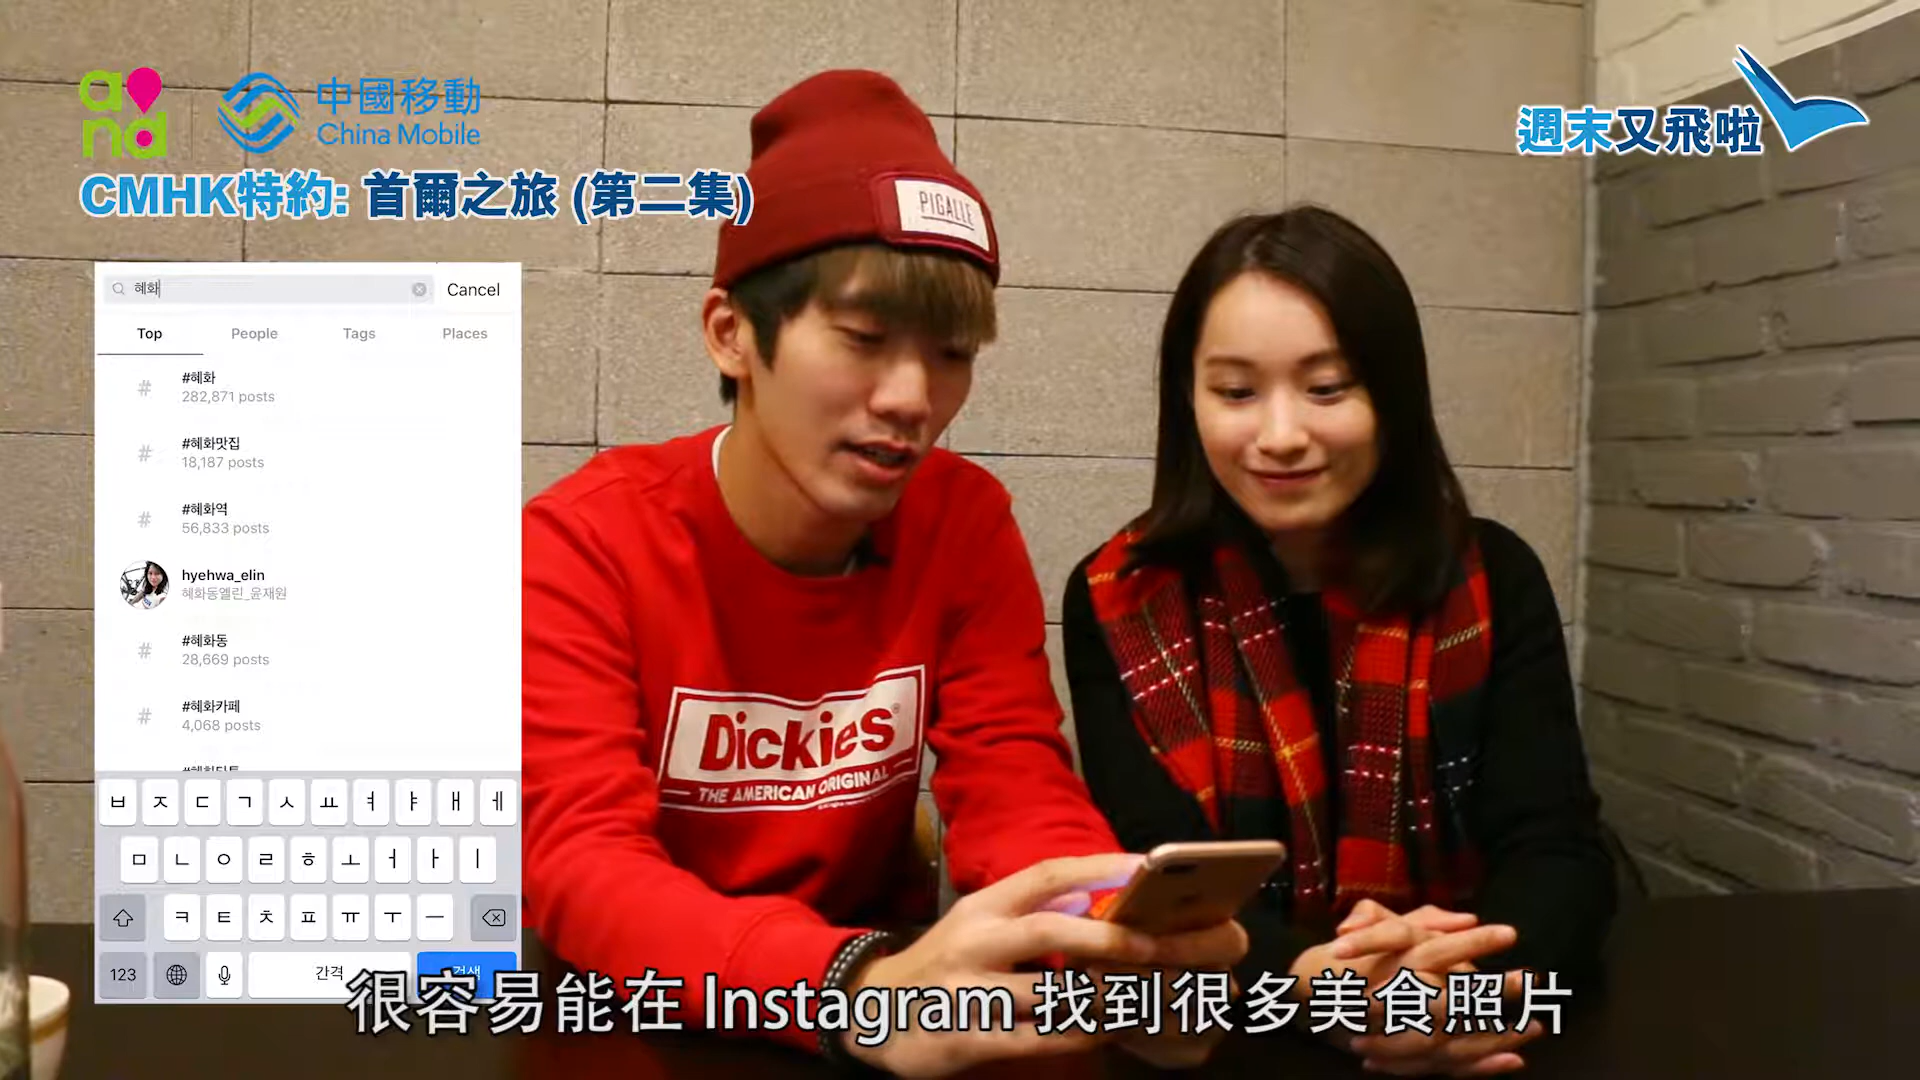 and
中國移動
China Mobile
CMHK特約: 首爾之旅 (第二集)
週末又飛啦
PIGALLE
혜화
Cancel
Top People Tags Places
#혜화
282,871 posts
#혜화맛집
18,187 posts
#혜화역
56,833 posts
hyehwa_elin
혜화동엘린_윤재원
#혜화동
28,669 posts
#혜화카페
4,068 posts
ㅂ ㅈ ㄷ ㄱ ㅅ ㅛ ㅕ ㅑ ㅐ ㅔ
ㅁ ㄴ ㅇ ㄹ ㅎ ㅗ ㅓ ㅏ ㅣ
ㅋ ㅌ ㅊ ㅍ ㅠ ㅜ ㅡ
123 간격
Dickies®
THE AMERICAN ORIGINAL
很容易能在 Instagram 找到很多美食照片